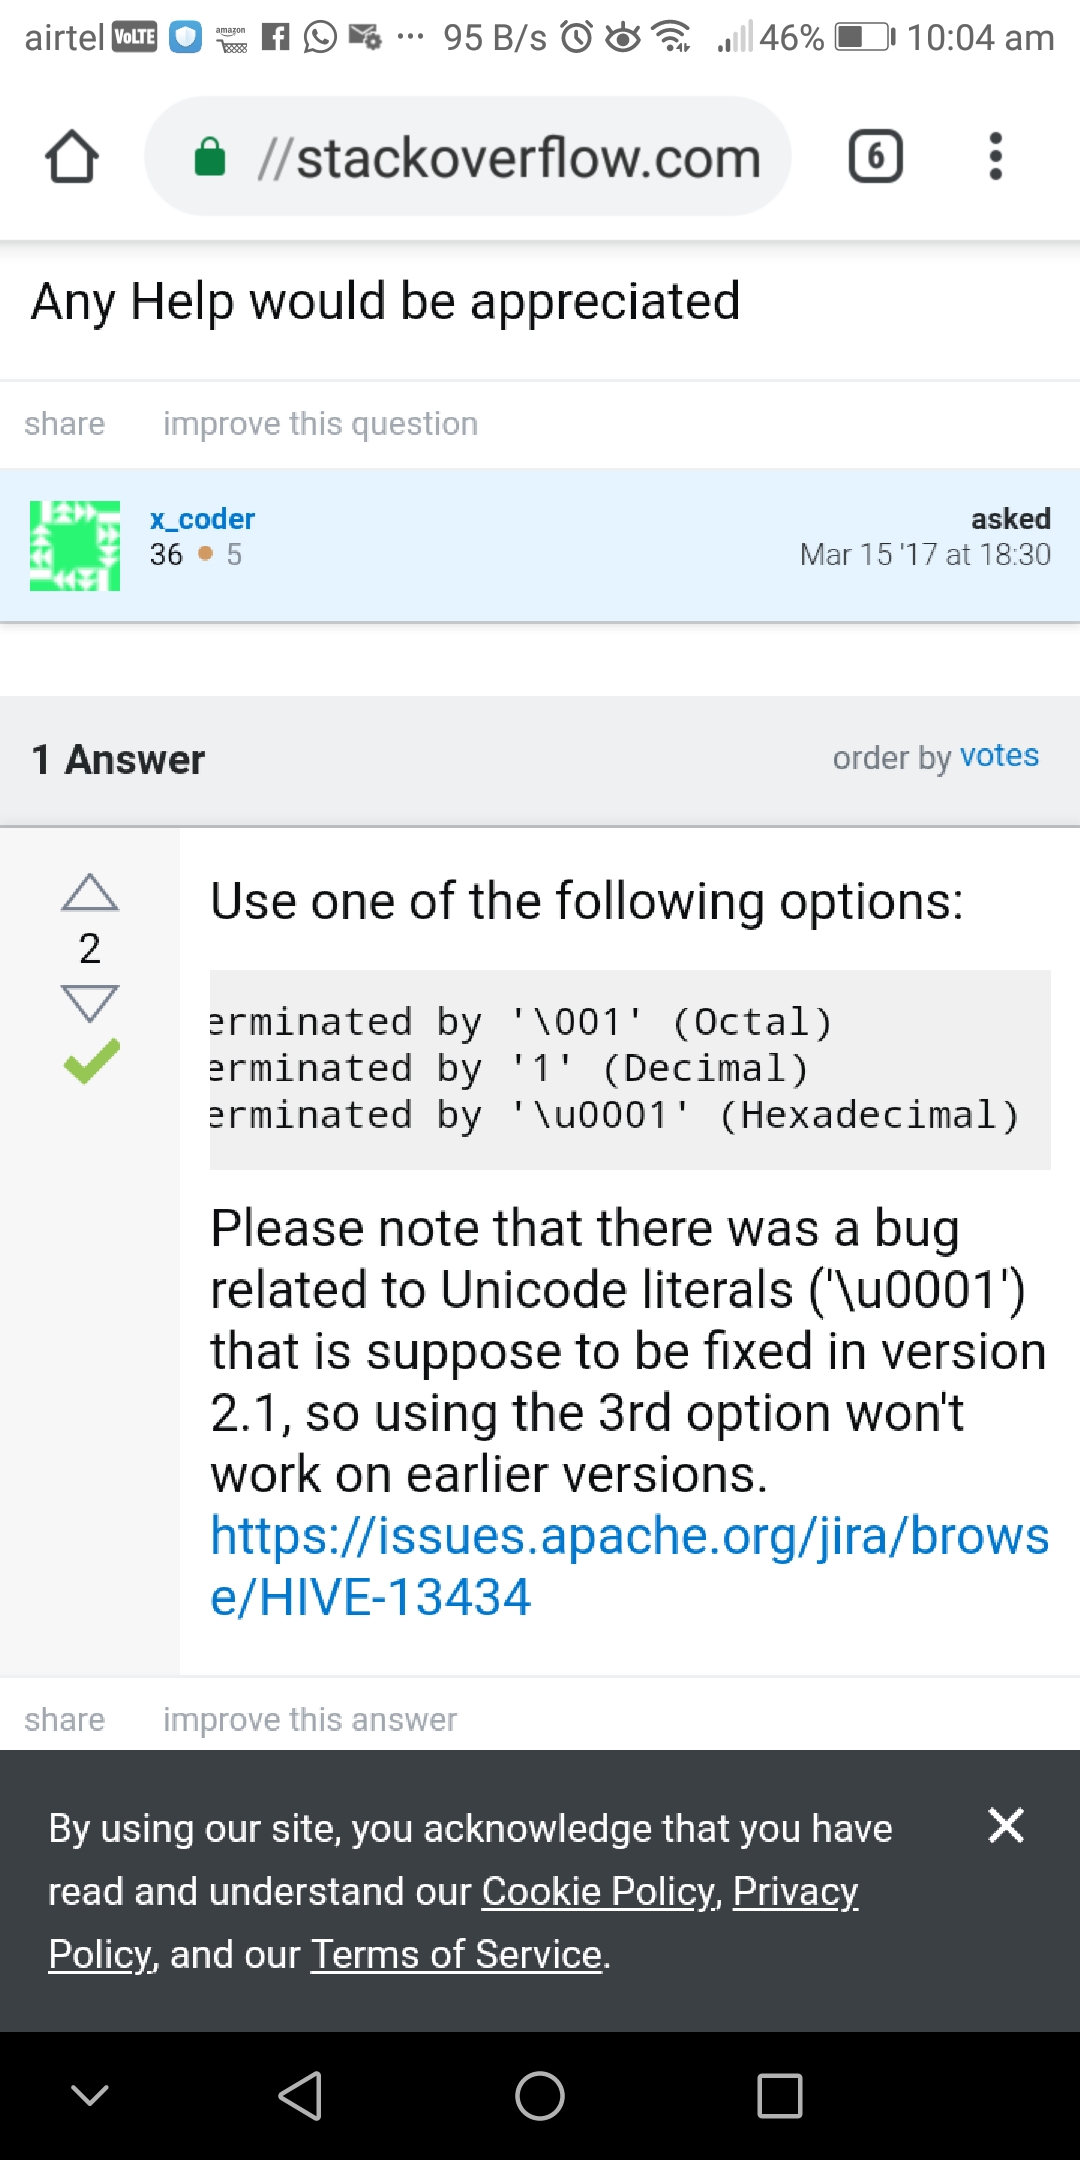 airtel VoLTE amazon ... 95 B/s 46% 10:04 am
//stackoverflow.com 6
Any Help would be appreciated
share improve this question
x_coder asked
36 5 Mar 15 '17 at 18:30
1 Answer order by votes
2
Use one of the following options:
erminated by '\001' (Octal)
erminated by '1' (Decimal)
erminated by '\u0001' (Hexadecimal)
Please note that there was a bug
related to Unicode literals ('\u0001')
that is suppose to be fixed in version
2.1, so using the 3rd option won't
work on earlier versions.
https://issues.apache.org/jira/brows
e/HIVE-13434
share improve this answer
By using our site, you acknowledge that you have
read and understand our Cookie Policy, Privacy
Policy, and our Terms of Service.